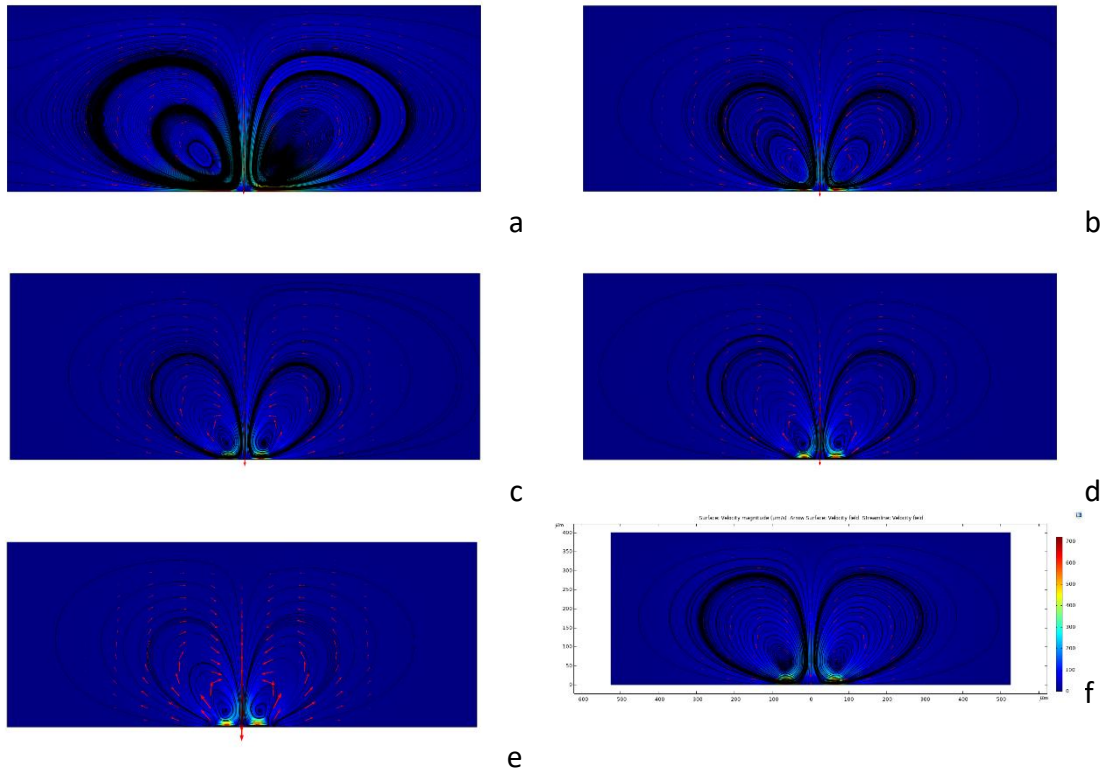 a
b
c
d
Surface: Velocity magnitude (μm/s) Arrow Surface: Velocity field Streamline: Velocity field
μm
400
350
300
250
200
150
100
50
0
600 500 400 300 200 100 0 100 200 300 400 500 μm
700
600
500
400
300
200
100
0
f
e